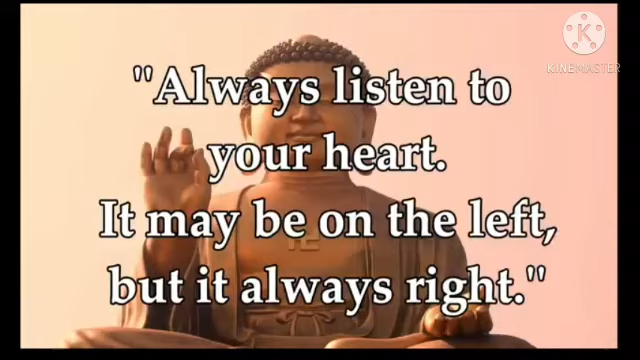 KINEMASTER
"Always listen to
your heart.
It may be on the left,
but it always right."